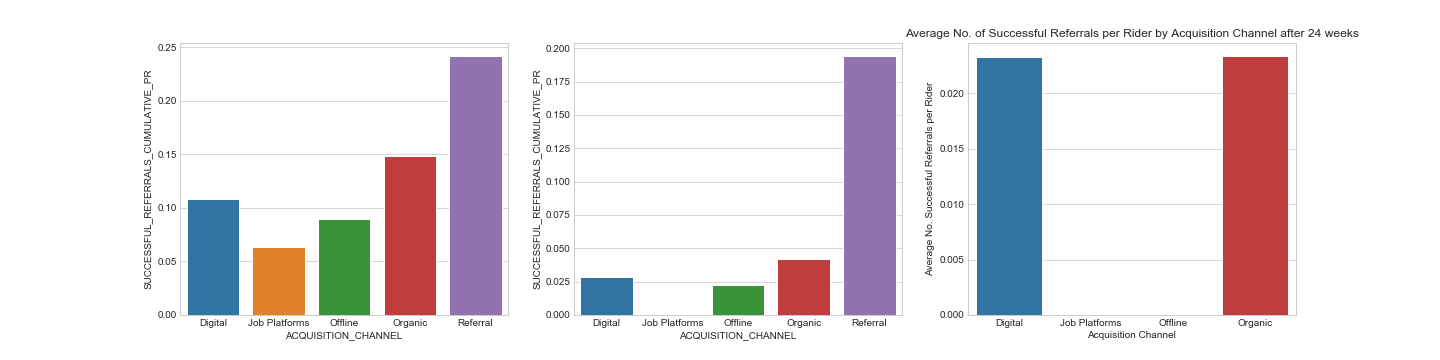 Average No. of Successful Referrals per Rider by Acquisition Channel after 24 weeks
SUCCESSFUL_REFERRALS_CUMULATIVE_PR
0.25
0.20
0.15
0.10
0.05
0.00
Digital Job Platforms Offline Organic Referral
ACQUISITION_CHANNEL
SUCCESSFUL_REFERRALS_CUMULATIVE_PR
0.200
0.175
0.150
0.125
0.100
0.075
0.050
0.025
0.000
Digital Job Platforms Offline Organic Referral
ACQUISITION_CHANNEL
Average No. Successful Referrals per Rider
0.020
0.015
0.010
0.005
0.000
Digital Job Platforms Offline Organic
Acquisition Channel